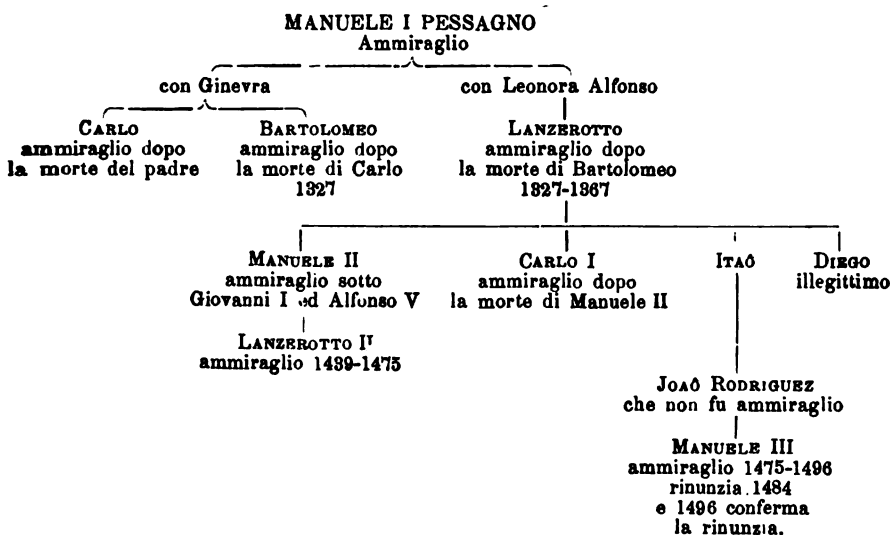 MANUELE I PESSAGNO
Ammiraglio
con Ginevra
con Leonora Alfonso
CARLO
ammiraglio dopo
la morte del padre
BARTOLOMEO
ammiraglio dopo
la morte di Carlo
1327
LANZEROTTO
ammiraglio dopo
la morte di Bartolomeo
1327-1367
MANUELE II
ammiraglio sotto
Giovanni I ed Alfonso V
CARLO I
ammiraglio dopo
la morte di Manuele II
ITAÔ
DIEGO
illegittimo
LANZEROTTO
ammiraglio 1439-1475
JOAÔ RODRIGUEZ
che non fu ammiraglio
MANUELE III
ammiraglio 1475-1496
rinunzia 1484
e 1496 conferma
la rinunzia.